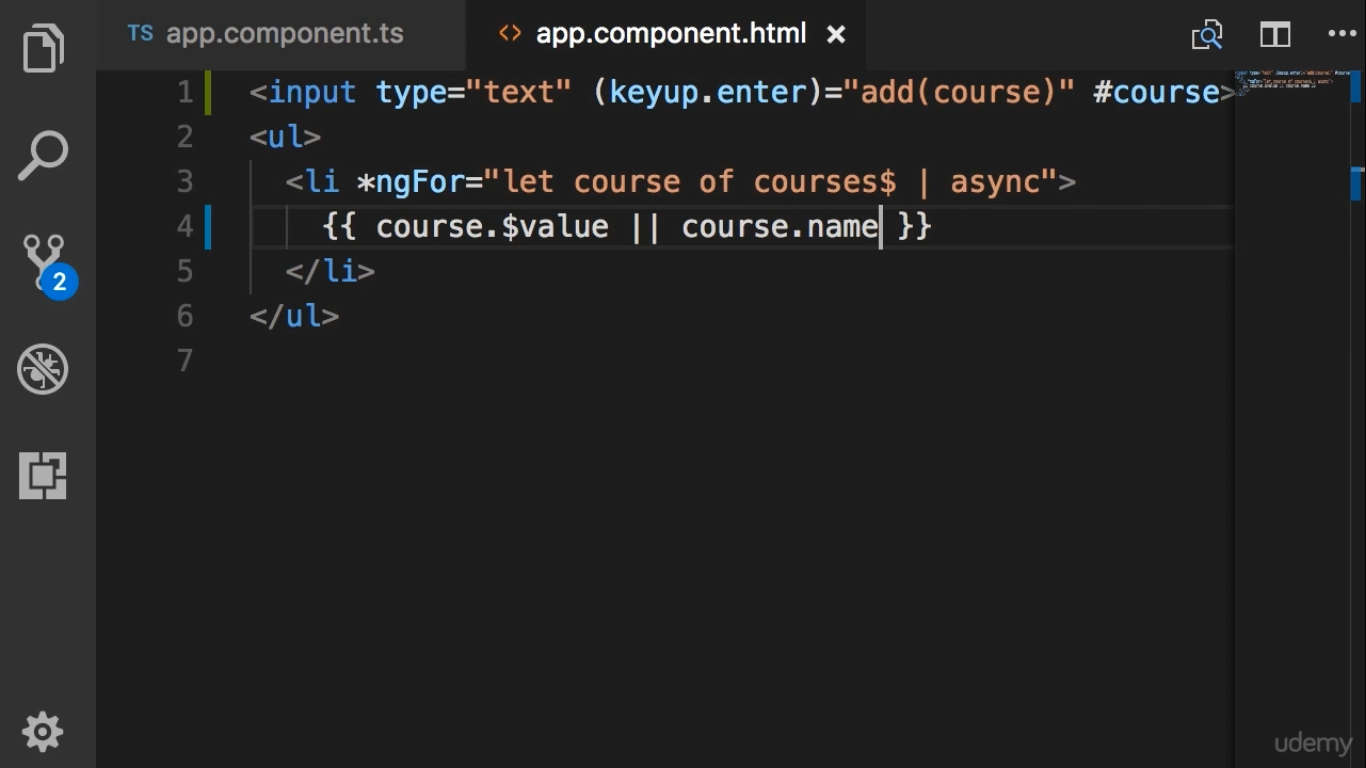 TS app.component.ts <> app.component.html
1 <input type="text" (keyup.enter)="add(course)" #course>
2 <ul>
3 <li *ngFor="let course of courses$ | async">
4 {{ course.$value || course.name }}
5 </li>
6 </ul>
7
2
udemy